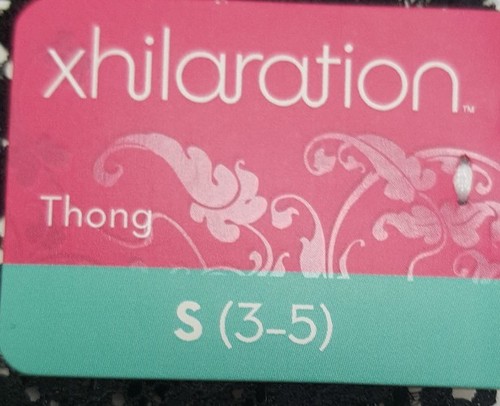 xhilaration™
Thong
S (3-5)